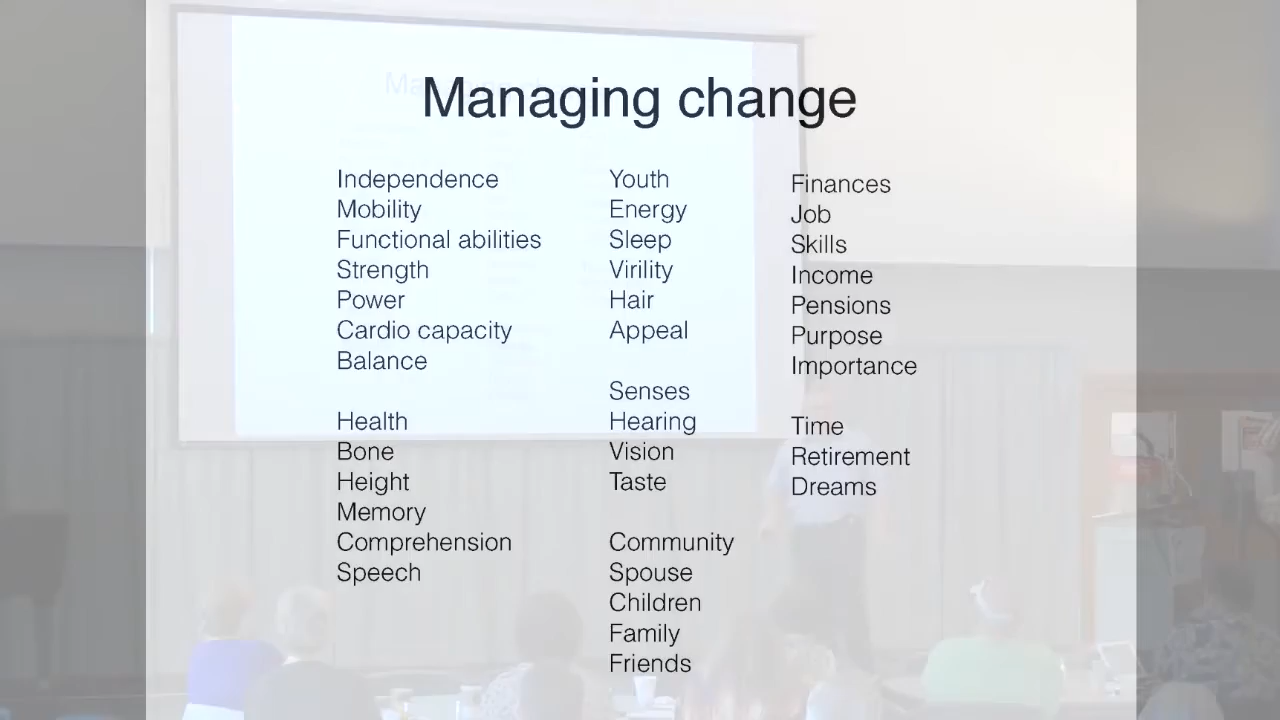 Managing change
Independence
Mobility
Functional abilities
Strength
Power
Cardio capacity
Balance
Health
Bone
Height
Memory
Comprehension
Speech
Youth
Energy
Sleep
Virility
Hair
Appeal
Senses
Hearing
Vision
Taste
Community
Spouse
Children
Family
Friends
Finances
Job
Skills
Income
Pensions
Purpose
Importance
Time
Retirement
Dreams